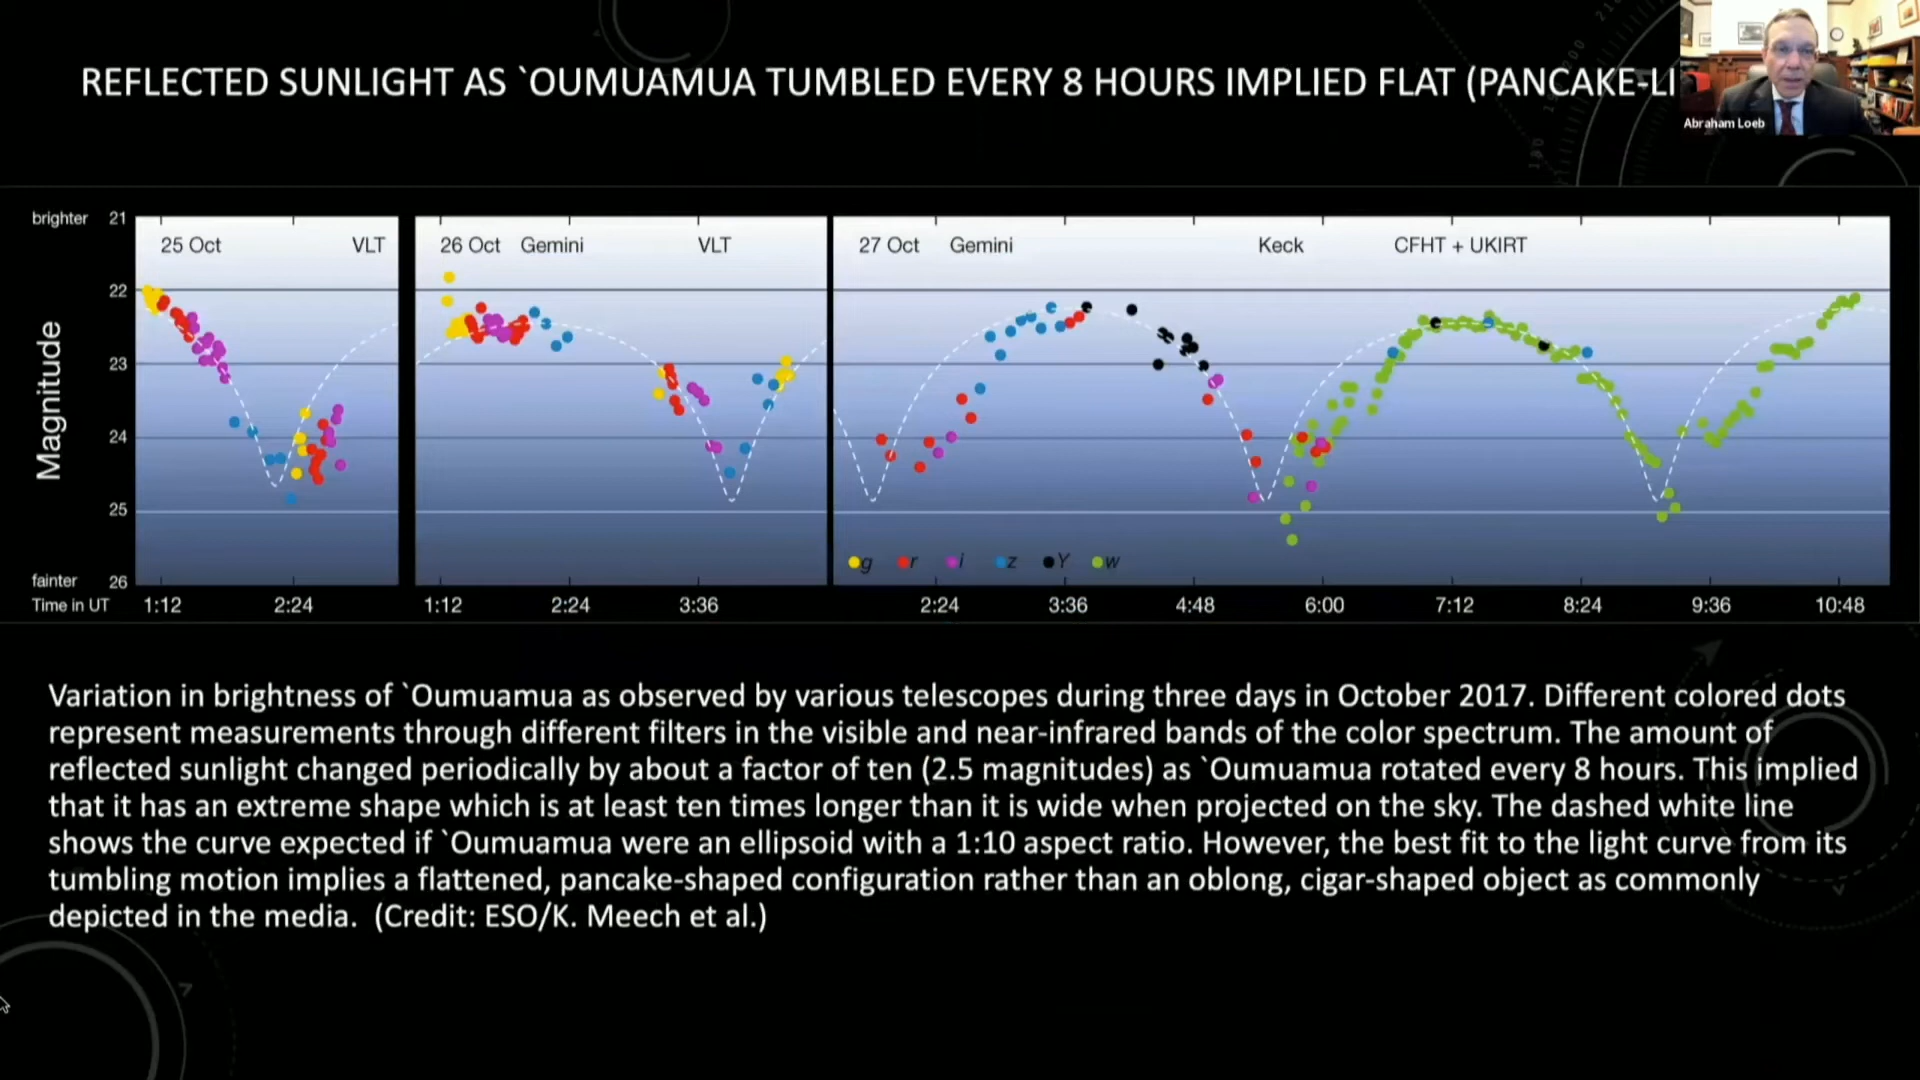 REFLECTED SUNLIGHT AS `OUMUAMUA TUMBLED EVERY 8 HOURS IMPLIED FLAT (PANCAKE-LI
Abraham Loeb
brighter 21
25 Oct VLT 26 Oct Gemini VLT 27 Oct Gemini Keck CFHT + UKIRT
22
23
Magnitude
24
25
g r i z Y w
fainter 26
Time in UT 1:12 2:24 1:12 2:24 3:36 2:24 3:36 4:48 6:00 7:12 8:24 9:36 10:48
Variation in brightness of `Oumuamua as observed by various telescopes during three days in October 2017. Different colored dots
represent measurements through different filters in the visible and near-infrared bands of the color spectrum. The amount of
reflected sunlight changed periodically by about a factor of ten (2.5 magnitudes) as `Oumuamua rotated every 8 hours. This implied
that it has an extreme shape which is at least ten times longer than it is wide when projected on the sky. The dashed white line
shows the curve expected if `Oumuamua were an ellipsoid with a 1:10 aspect ratio. However, the best fit to the light curve from its
tumbling motion implies a flattened, pancake-shaped configuration rather than an oblong, cigar-shaped object as commonly
depicted in the media. (Credit: ESO/K. Meech et al.)